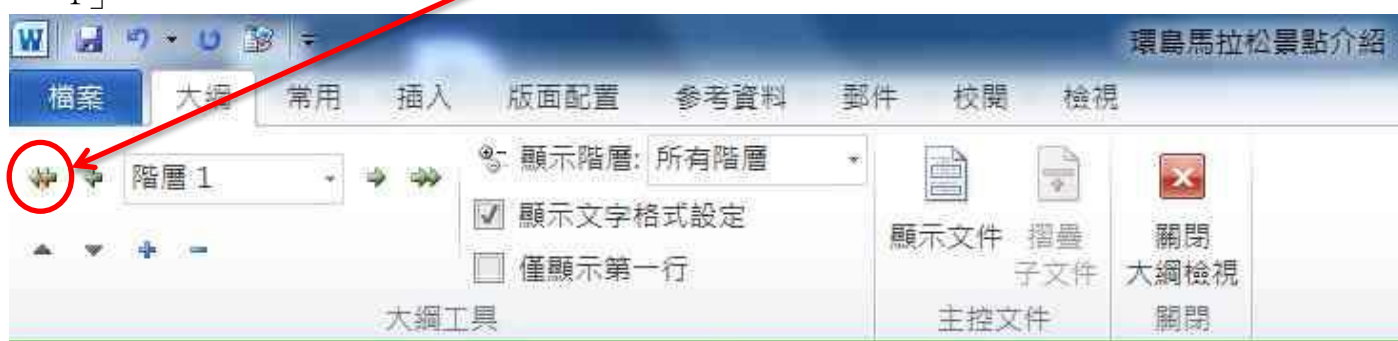 環島馬拉松景點介紹
檔案 大綱 常用 插入 版面配置 參考資料 郵件 校閱 檢視
階層 1
顯示階層: 所有階層
顯示文字格式設定
僅顯示第一行
大綱工具
顯示文件
摺疊
子文件
主控文件
關閉
大綱檢視
關閉